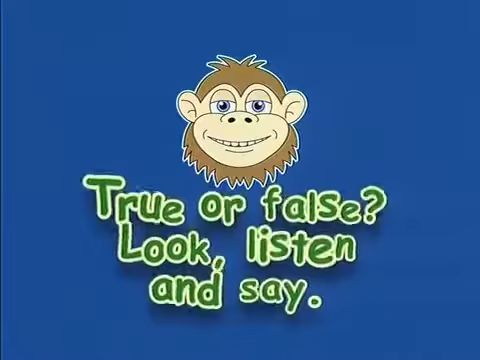 True or false?
Look, listen
and say.